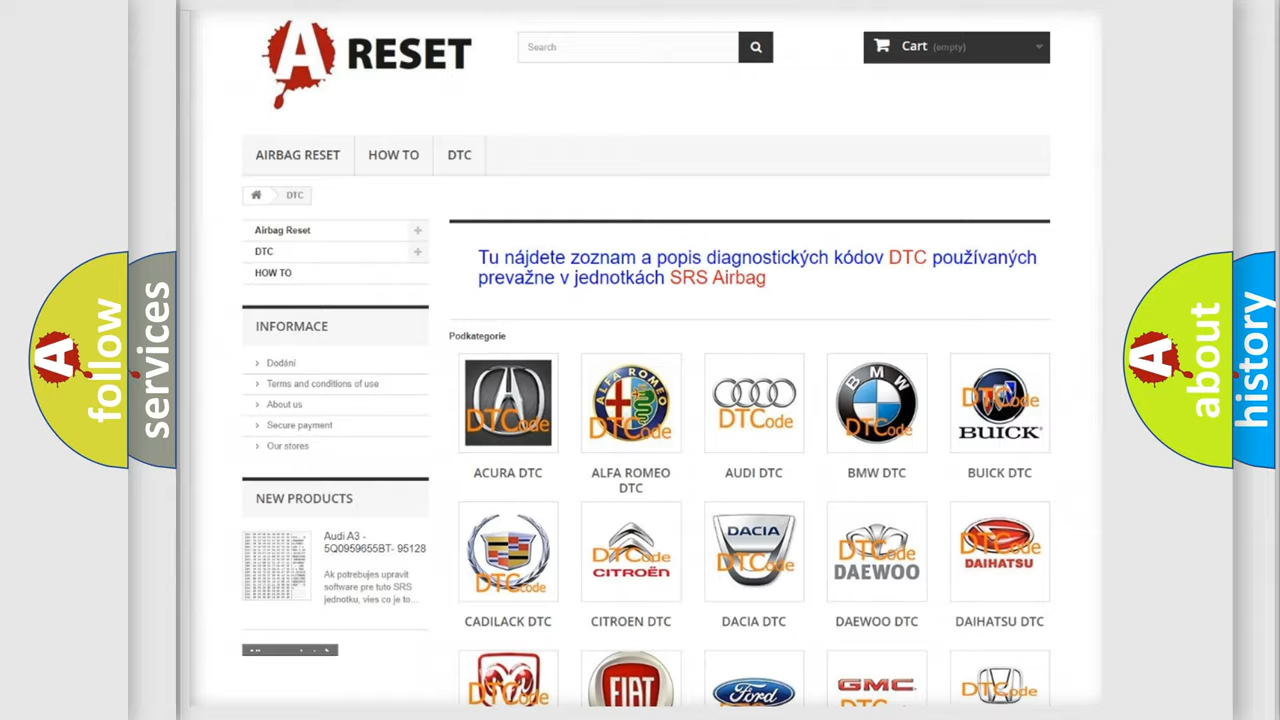 A RESET
Search
Cart (empty)
AIRBAG RESET
HOW TO
DTC
DTC
Airbag Reset
DTC
HOW TO
INFORMACE
Dodání
Terms and conditions of use
About us
Secure payment
Our stores
NEW PRODUCTS
Audi A3 -
5Q0959655BT- 95128
Ak potrebujes upravit
software pre tuto SRS
jednotku, vies co je to...
Tu nájdete zoznam a popis diagnostických kódov DTC používaných
prevažne v jednotkách SRS Airbag
Podkategorie
DTCode
ALFA ROMEO
DTCode
DTCode
BMW
DTCode
DTCode
BUICK
ACURA DTC
ALFA ROMEO
DTC
AUDI DTC
BMW DTC
BUICK DTC
DTCode
DTCode
CITROËN
DACIA
DTCode
DTCode
DAEWOO
DTCode
DAIHATSU
CADILACK DTC
CITROEN DTC
DACIA DTC
DAEWOO DTC
DAIHATSU DTC
DTCode
FIAT
Ford
GMC
DTCode
A follow
services
A about
history